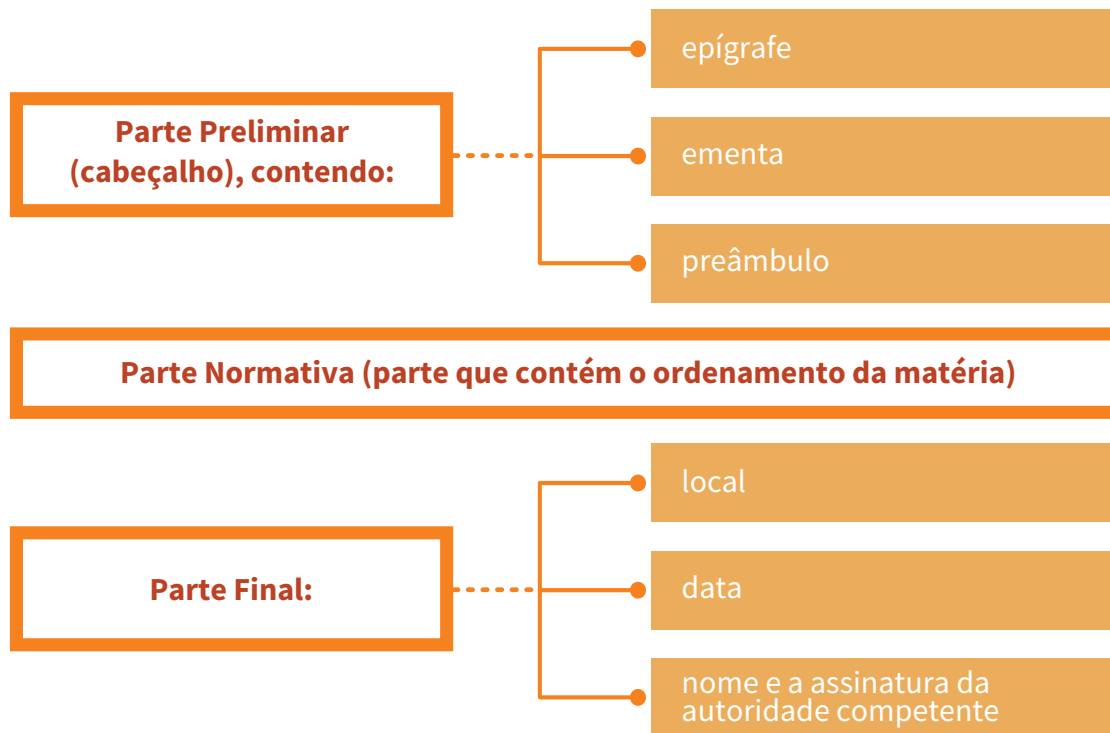 Parte Preliminar
(cabeçalho), contendo:
epígrafe
ementa
preâmbulo
Parte Normativa (parte que contém o ordenamento da matéria)
Parte Final:
local
data
nome e a assinatura da
autoridade competente